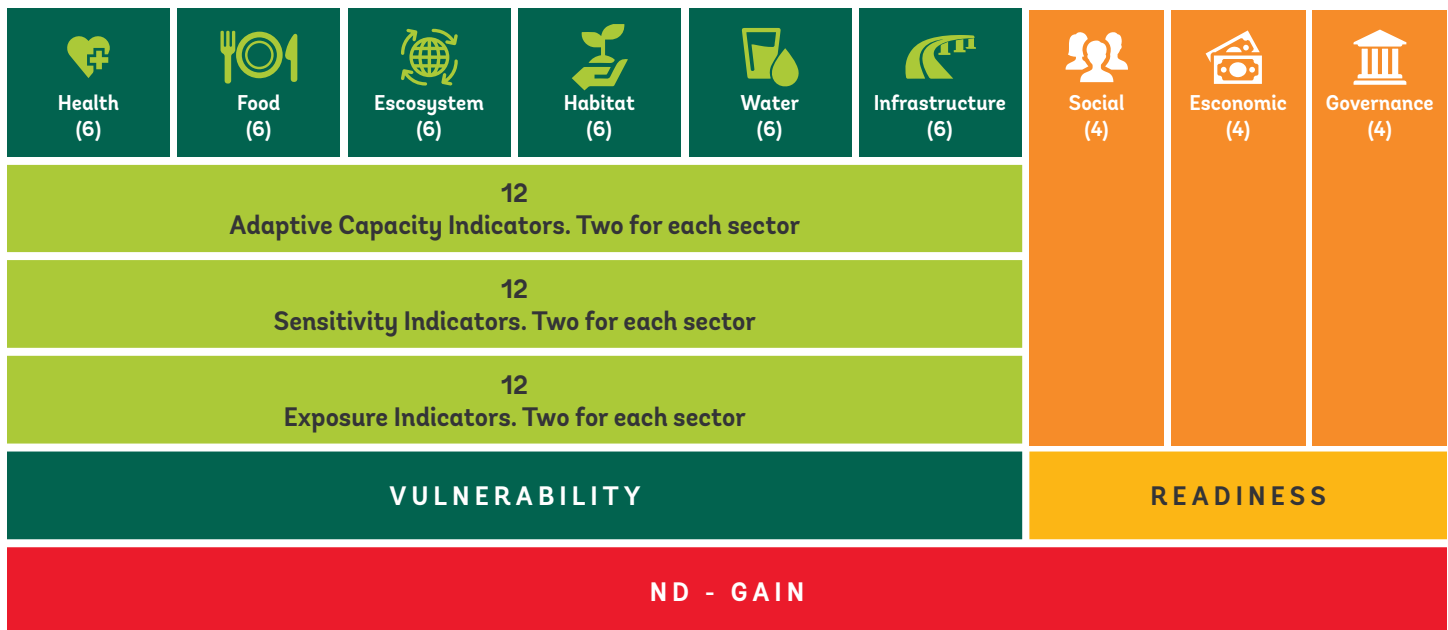 Health
(6)
Food
(6)
Escosystem
(6)
Habitat
(6)
Water
(6)
Infrastructure
(6)
Social
(4)
Esconomic
(4)
Governance
(4)
12
Adaptive Capacity Indicators. Two for each sector
12
Sensitivity Indicators. Two for each sector
12
Exposure Indicators. Two for each sector
VULNERABILITY
READINESS
ND - GAIN